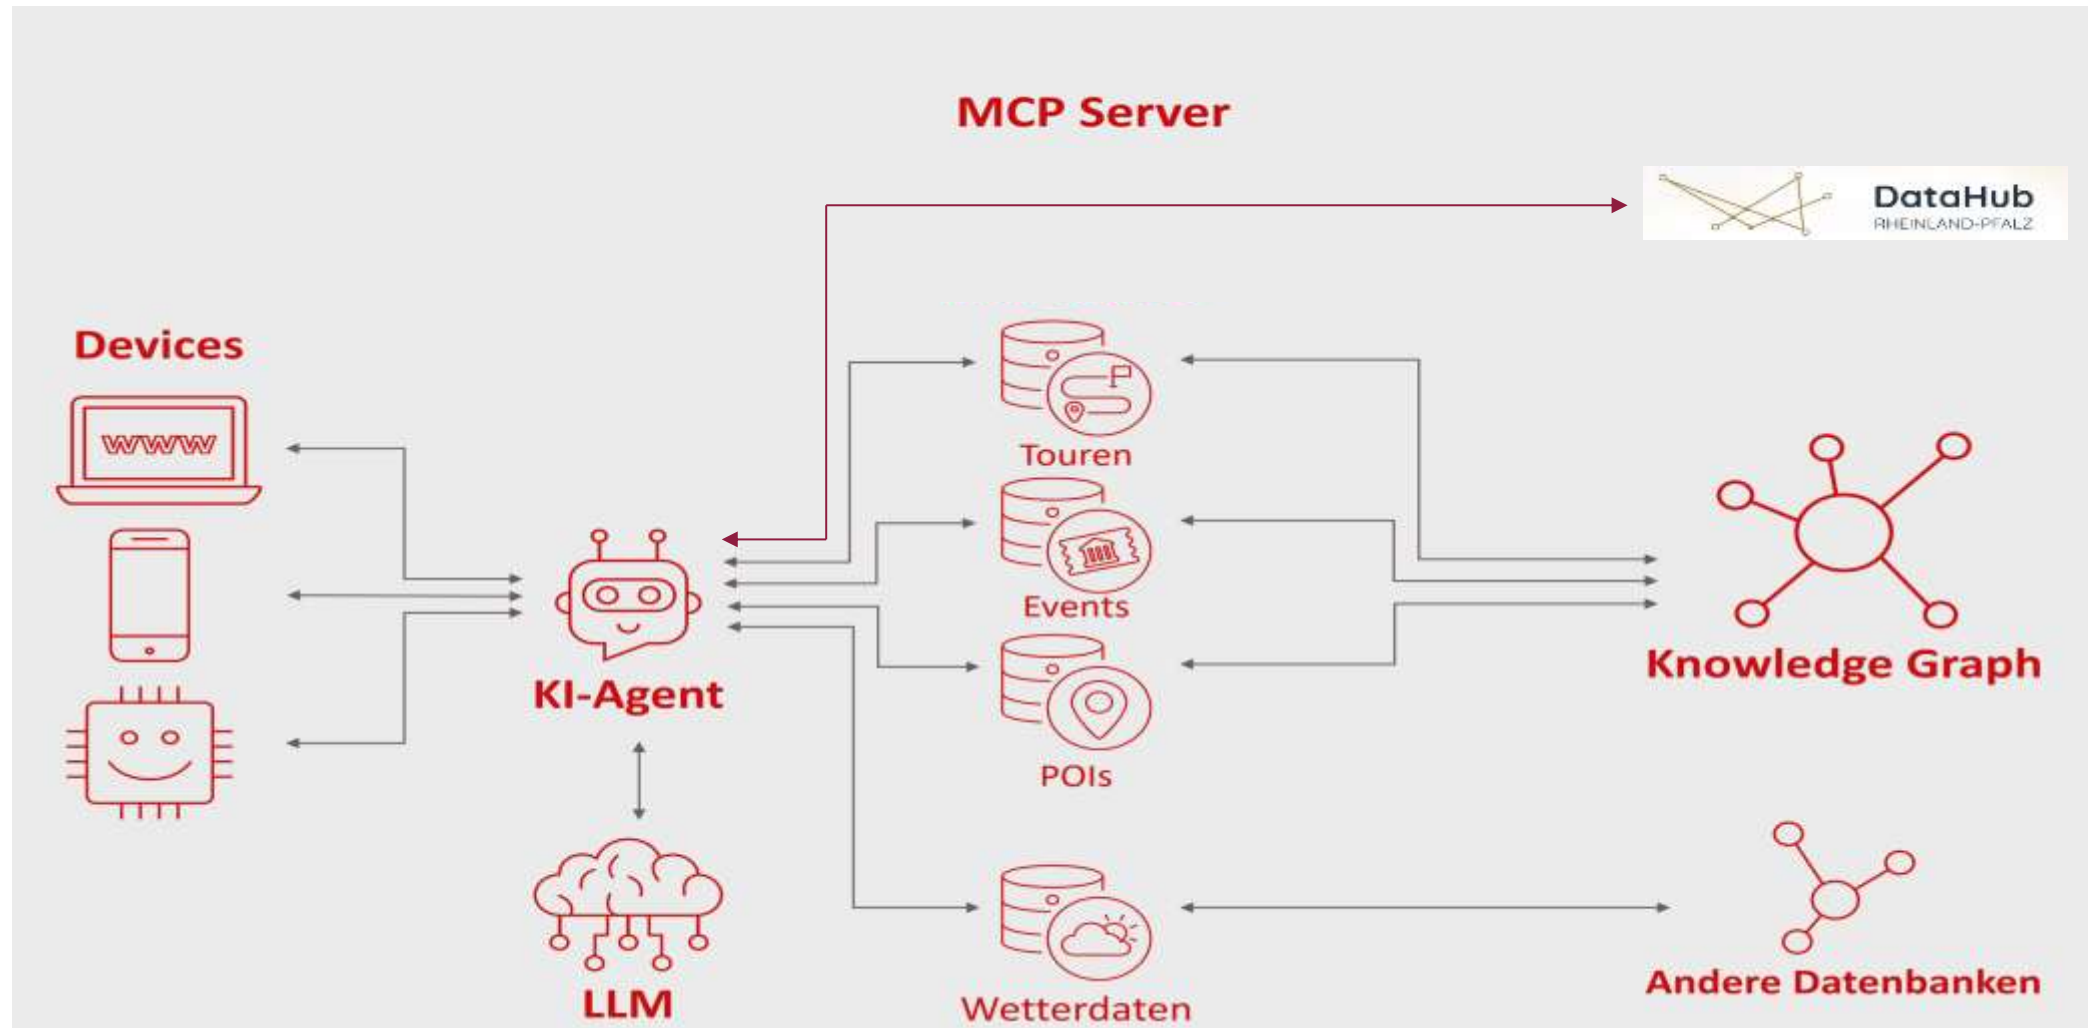 MCP Server
DataHub
RHEINLAND-PFALZ
Devices
www
Touren
Events
KI-Agent
Knowledge Graph
POIs
LLM
Wetterdaten
Andere Datenbanken